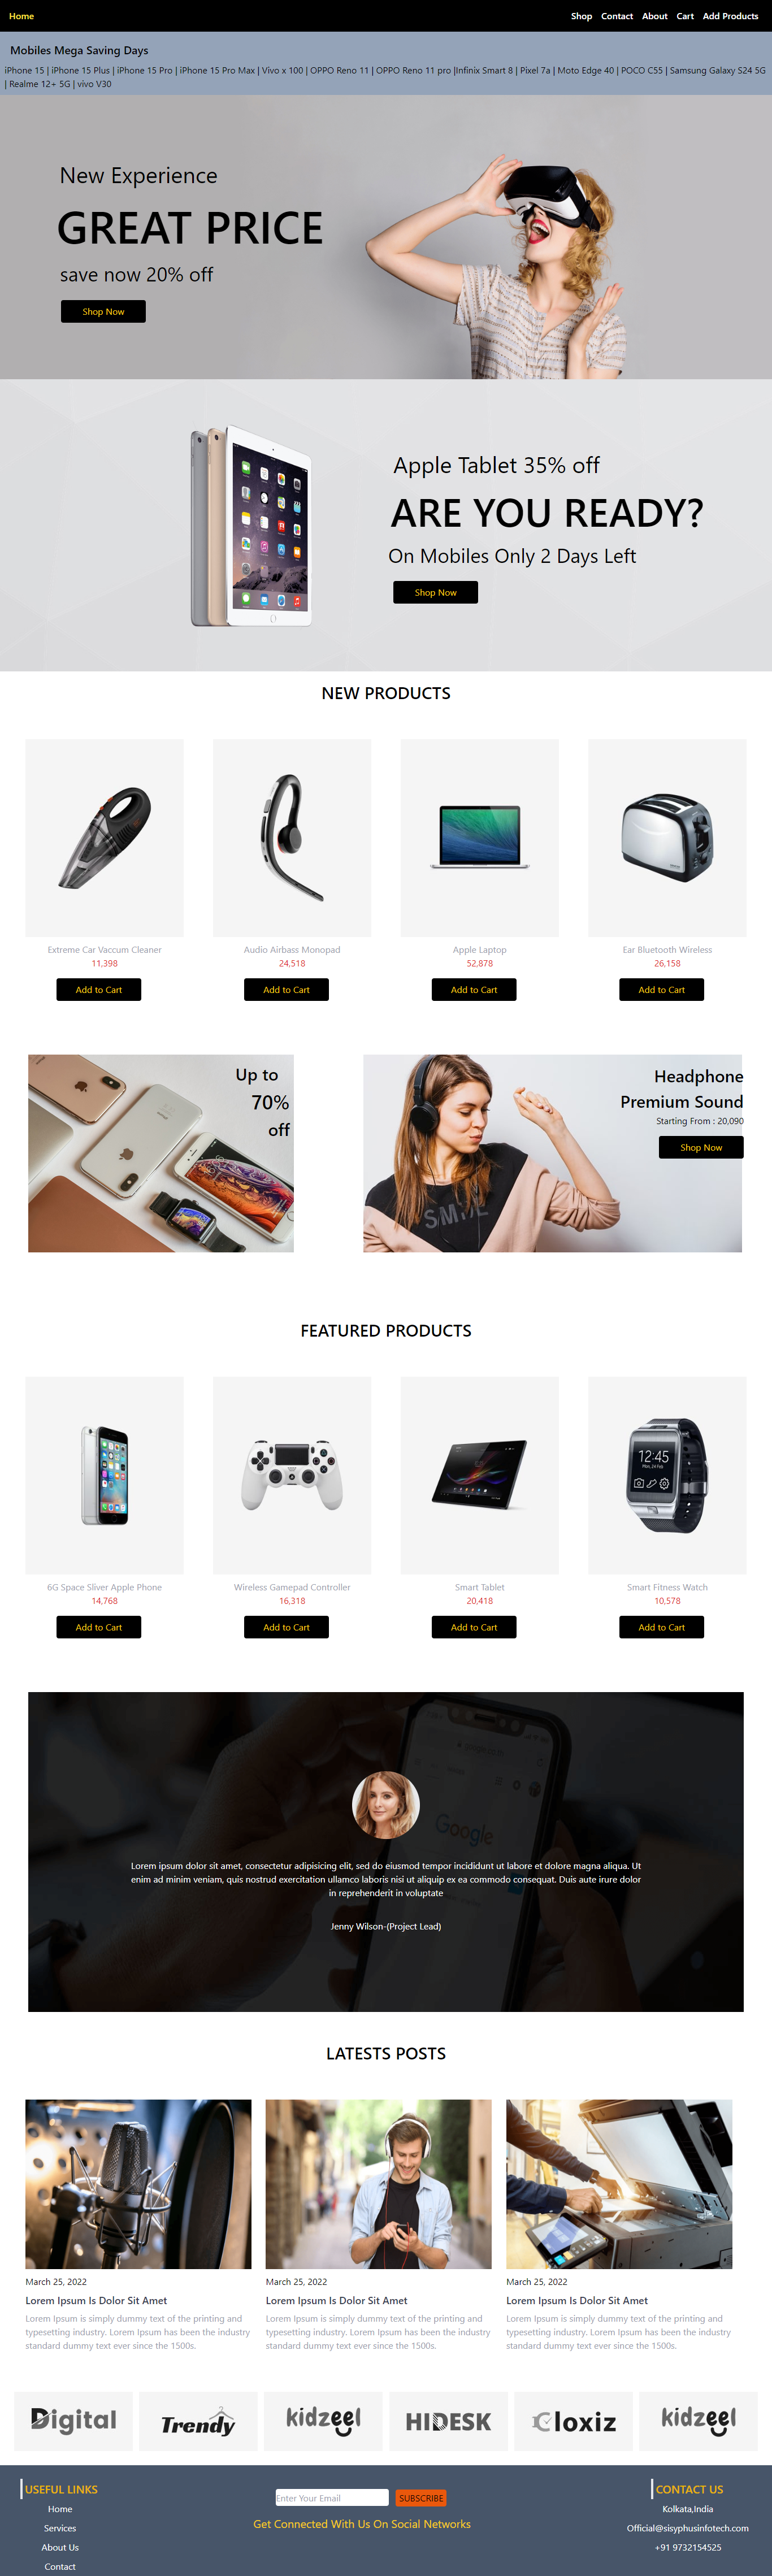 Home Shop Contact About Cart Add Products
Mobiles Mega Saving Days
iPhone 15 | iPhone 15 Plus | iPhone 15 Pro | iPhone 15 Pro Max | Vivo x 100 | OPPO Reno 11 | OPPO Reno 11 pro |Infinix Smart 8 | Pixel 7a | Moto Edge 40 | POCO C55 | Samsung Galaxy S24 5G
| Realme 12+ 5G | vivo V30
New Experience
GREAT PRICE
save now 20% off
Shop Now
Apple Tablet 35% off
ARE YOU READY?
On Mobiles Only 2 Days Left
Shop Now
NEW PRODUCTS
Extreme Car Vaccum Cleaner
11,398
Add to Cart
Audio Airbass Monopad
24,518
Add to Cart
Apple Laptop
52,878
Add to Cart
Ear Bluetooth Wireless
26,158
Add to Cart
Up to
70%
off
Headphone
Premium Sound
Starting From : 20,090
Shop Now
FEATURED PRODUCTS
6G Space Sliver Apple Phone
14,768
Add to Cart
Wireless Gamepad Controller
16,318
Add to Cart
Smart Tablet
20,418
Add to Cart
12:45
Smart Fitness Watch
10,578
Add to Cart
Google
Lorem ipsum dolor sit amet, consectetur adipisicing elit, sed do eiusmod tempor incididunt ut labore et dolore magna aliqua. Ut
enim ad minim veniam, quis nostrud exercitation ullamco laboris nisi ut aliquip ex ea commodo consequat. Duis aute irure dolor
in reprehenderit in voluptate
Jenny Wilson-(Project Lead)
LATESTS POSTS
March 25, 2022
Lorem Ipsum Is Dolor Sit Amet
Lorem Ipsum is simply dummy text of the printing and
typesetting industry. Lorem Ipsum has been the industry
standard dummy text ever since the 1500s.
March 25, 2022
Lorem Ipsum Is Dolor Sit Amet
Lorem Ipsum is simply dummy text of the printing and
typesetting industry. Lorem Ipsum has been the industry
standard dummy text ever since the 1500s.
March 25, 2022
Lorem Ipsum Is Dolor Sit Amet
Lorem Ipsum is simply dummy text of the printing and
typesetting industry. Lorem Ipsum has been the industry
standard dummy text ever since the 1500s.
Digital
Trendy
kidzeel
HIDESK
Cloxiz
kidzeel
USEFUL LINKS
Home
Services
About Us
Contact
Enter Your Email SUBSCRIBE
Get Connected With Us On Social Networks
CONTACT US
Kolkata,India
Official@sisyphusinfotech.com
+91 9732154525